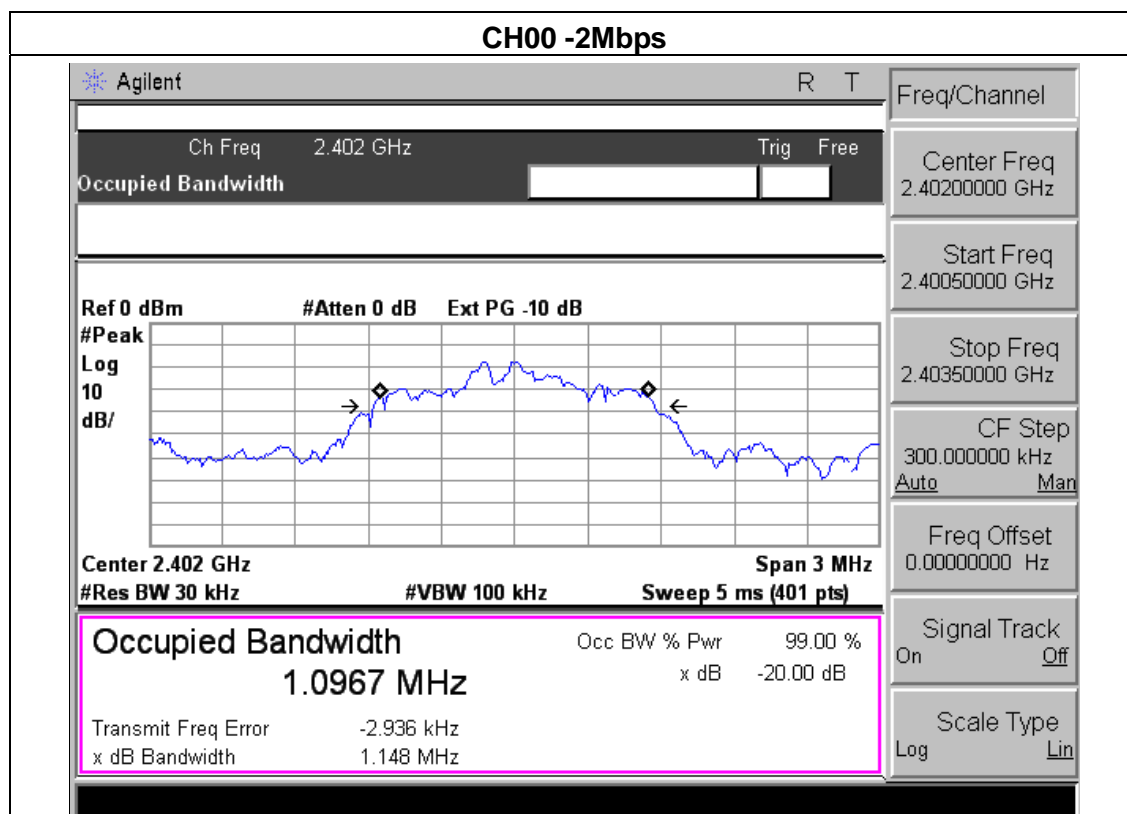 CH00 -2Mbps
Agilent R T
Ch Freq 2.402 GHz Trig Free
Occupied Bandwidth
Ref 0 dBm #Atten 0 dB Ext PG -10 dB
#Peak
Log
10
dB/
Center 2.402 GHz Span 3 MHz
#Res BW 30 kHz #VBW 100 kHz Sweep 5 ms (401 pts)
Occupied Bandwidth
1.0967 MHz
Occ BW % Pwr 99.00 %
x dB -20.00 dB
Transmit Freq Error -2.936 kHz
x dB Bandwidth 1.148 MHz
Freq/Channel
Center Freq
2.40200000 GHz
Start Freq
2.40050000 GHz
Stop Freq
2.40350000 GHz
CF Step
300.000000 kHz
Auto Man
Freq Offset
0.00000000 Hz
Signal Track
On Off
Scale Type
Log Lin